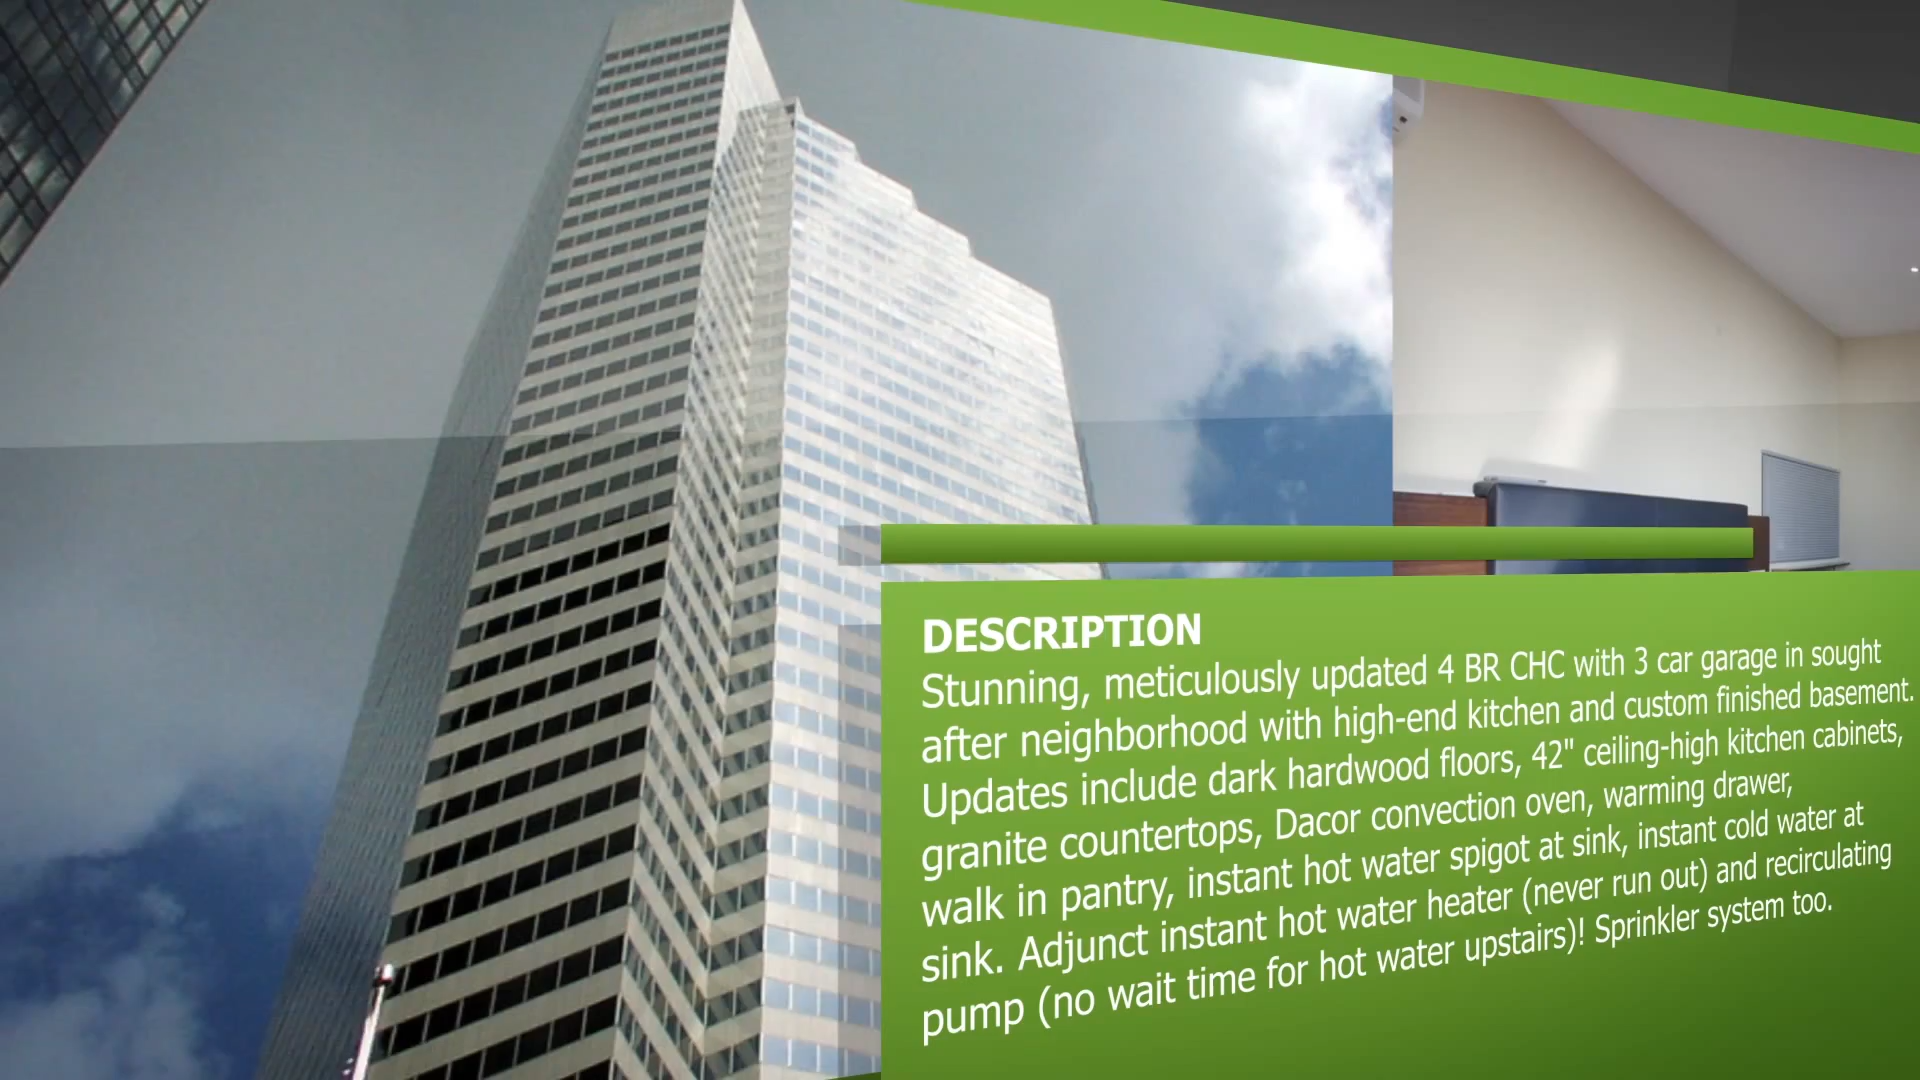 DESCRIPTION
Stunning, meticulously updated 4 BR CHC with 3 car garage in sought
after neighborhood with high-end kitchen and custom finished basement.
Updates include dark hardwood floors, 42" ceiling-high kitchen cabinets,
granite countertops, Dacor convection oven, warming drawer,
walk in pantry, instant hot water spigot at sink, instant cold water at
sink. Adjunct instant hot water heater (never run out) and recirculating
pump (no wait time for hot water upstairs)! Sprinkler system too.